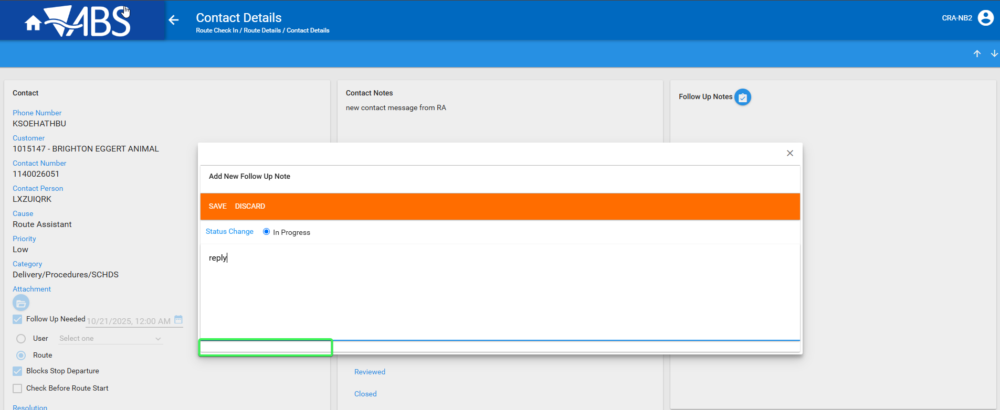 ABS
Contact Details
Route Check In / Route Details / Contact Details
CRA-NB2
Contact
Phone Number
KSOEHATHBU
Customer
1015147 - BRIGHTON EGGERT ANIMAL
Contact Number
1140026051
Contact Person
LXZUIQRK
Cause
Route Assistant
Priority
Low
Category
Delivery/Procedures/SCHDS
Attachment
Follow Up Needed 10/21/2025, 12:00 AM
User Select one
Route
Blocks Stop Departure
Check Before Route Start
Resolution
Contact Notes
new contact message from RA
Reviewed
Closed
Follow Up Notes
Add New Follow Up Note
SAVE DISCARD
Status Change In Progress
reply